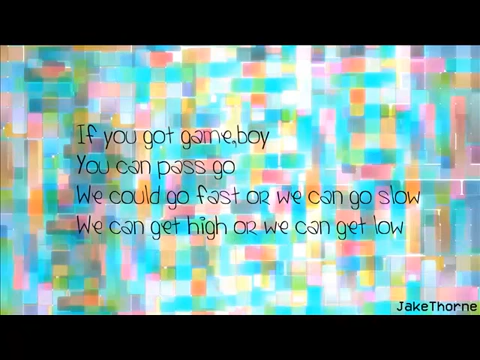 If you got game,boy
You can pass go
We could go fast or we can go slow
We can get high or we can get low
JakeThorne